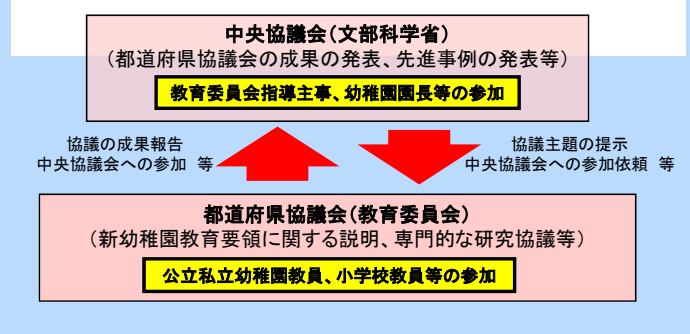 中央協議会(文部科学省)
(都道府県協議会の成果の発表、先進事例の発表等)
教育委員会指導主事、幼稚園園長等の参加
協議の成果報告
中央協議会への参加 等
協議主題の提示
中央協議会への参加依頼 等
都道府県協議会(教育委員会)
(新幼稚園教育要領に関する説明、専門的な研究協議等)
公立私立幼稚園教員、小学校教員等の参加